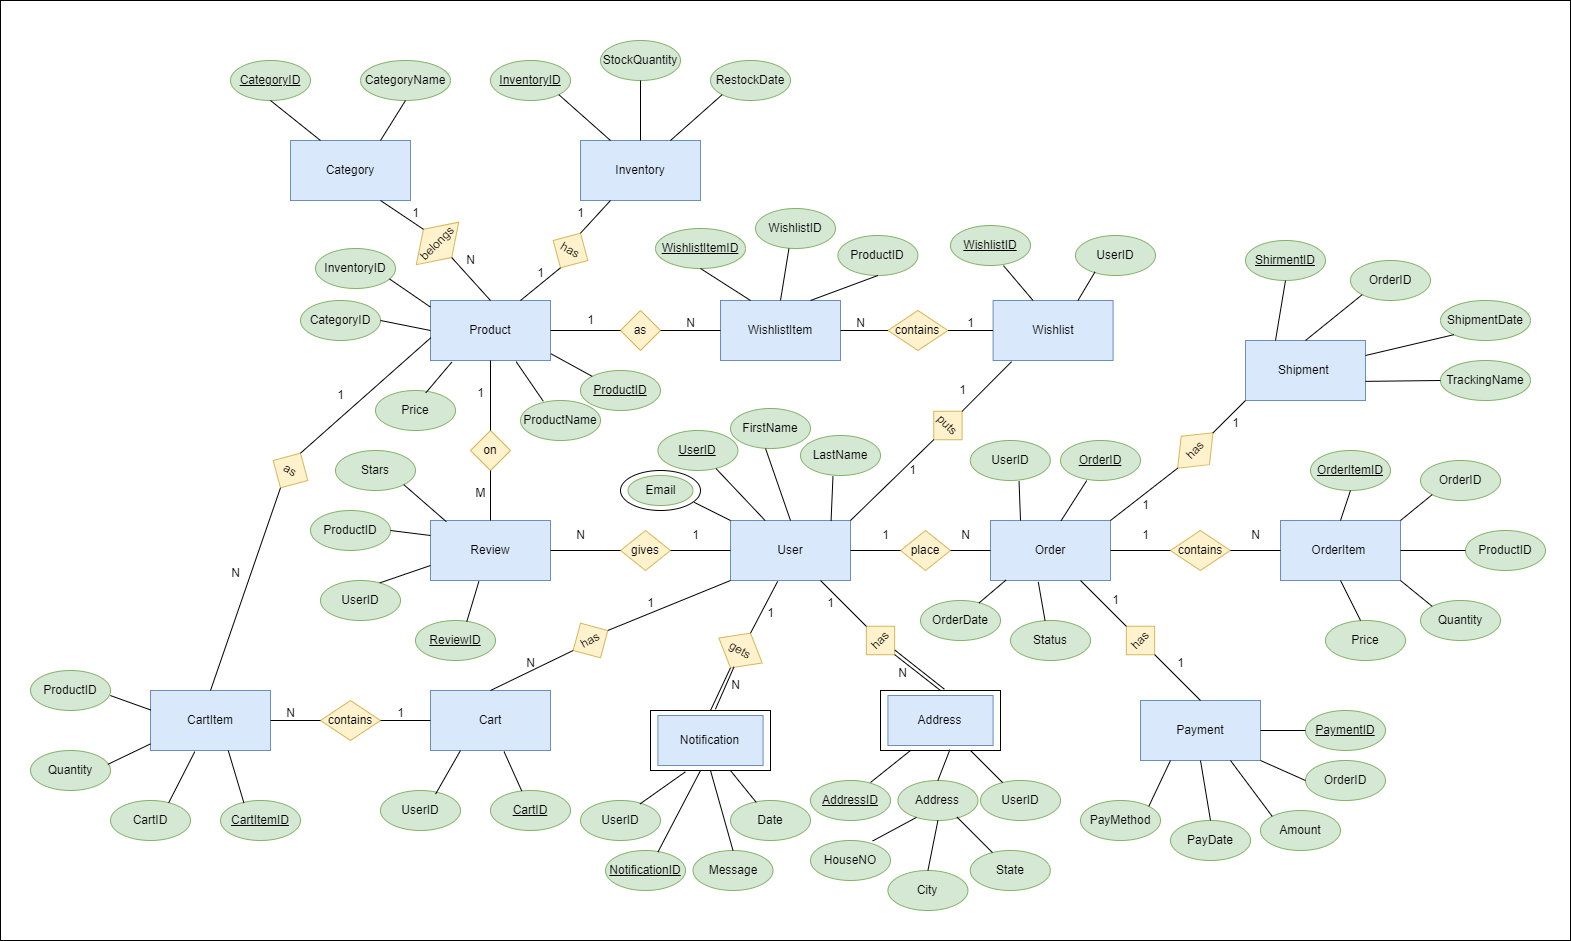 StockQuantity
CategoryID
CategoryName
InventoryID
RestockDate
Category
Inventory
1
1
belongs
has
N
1
WishlistItemID
WishlistID
ProductID
WishlistID
UserID
ShirmentID
OrderID
InventoryID
CategoryID
Product
1
as
N
WishlistItem
N
contains
1
Wishlist
ShipmentDate
Shipment
TrackingName
1
1
Price
ProductName
ProductID
1
puts
1
1
has
1
as
on
M
Stars
ProductID
UserID
ReviewID
Review
N
gives
1
Email
UserID
FirstName
LastName
User
1
place
N
UserID
OrderID
Order
OrderDate
Status
1
contains
N
OrderItemID
OrderID
OrderItem
ProductID
Quantity
Price
N
1
has
N
1
gets
N
1
has
N
1
has
1
ProductID
CartItem
N
contains
1
Cart
Quantity
CartID
CartItemID
UserID
CartID
Notification
UserID
NotificationID
Message
Date
Address
AddressID
Address
UserID
HouseNO
City
State
Payment
PaymentID
OrderID
PayMethod
PayDate
Amount